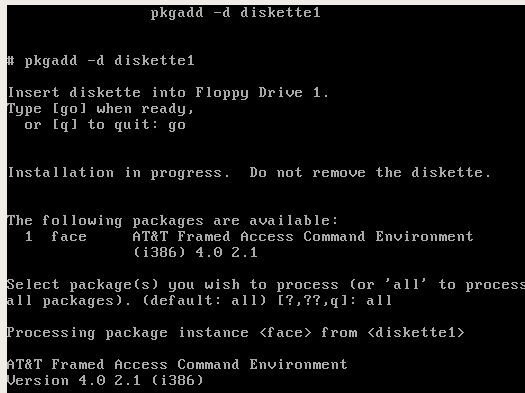 pkgadd -d diskette1
# pkgadd -d diskette1
Insert diskette into Floppy Drive 1.
Type [go] when ready,
or [q] to quit: go
Installation in progress.  Do not remove the diskette.
The following packages are available:
1  face     AT&T Framed Access Command Environment
(i386) 4.0 2.1
Select package(s) you wish to process (or 'all' to process
all packages). (default: all) [?,??,q]: all
Processing package instance <face> from <diskette1>
AT&T Framed Access Command Environment
Version 4.0 2.1 (i386)